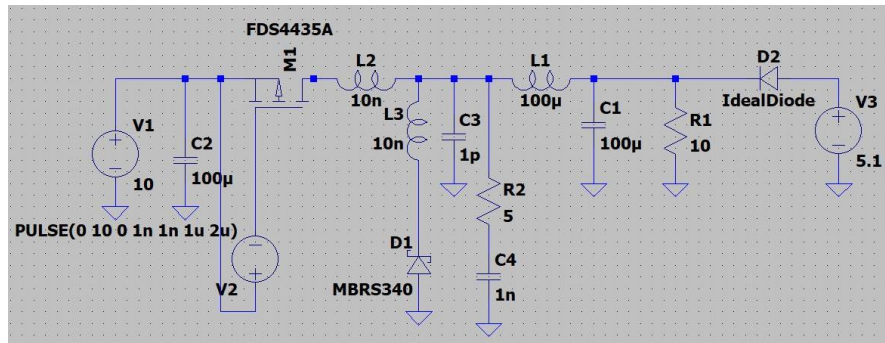 FDS4435A
M1
L2
10n
L1
100µ
D2
IdealDiode
V3
5.1
V1
10
C2
100µ
L3
10n
C3
1p
C1
100µ
R1
10
R2
5
PULSE(0 10 0 1n 1n 1u 2u)
V2
D1
MBRS340
C4
1n